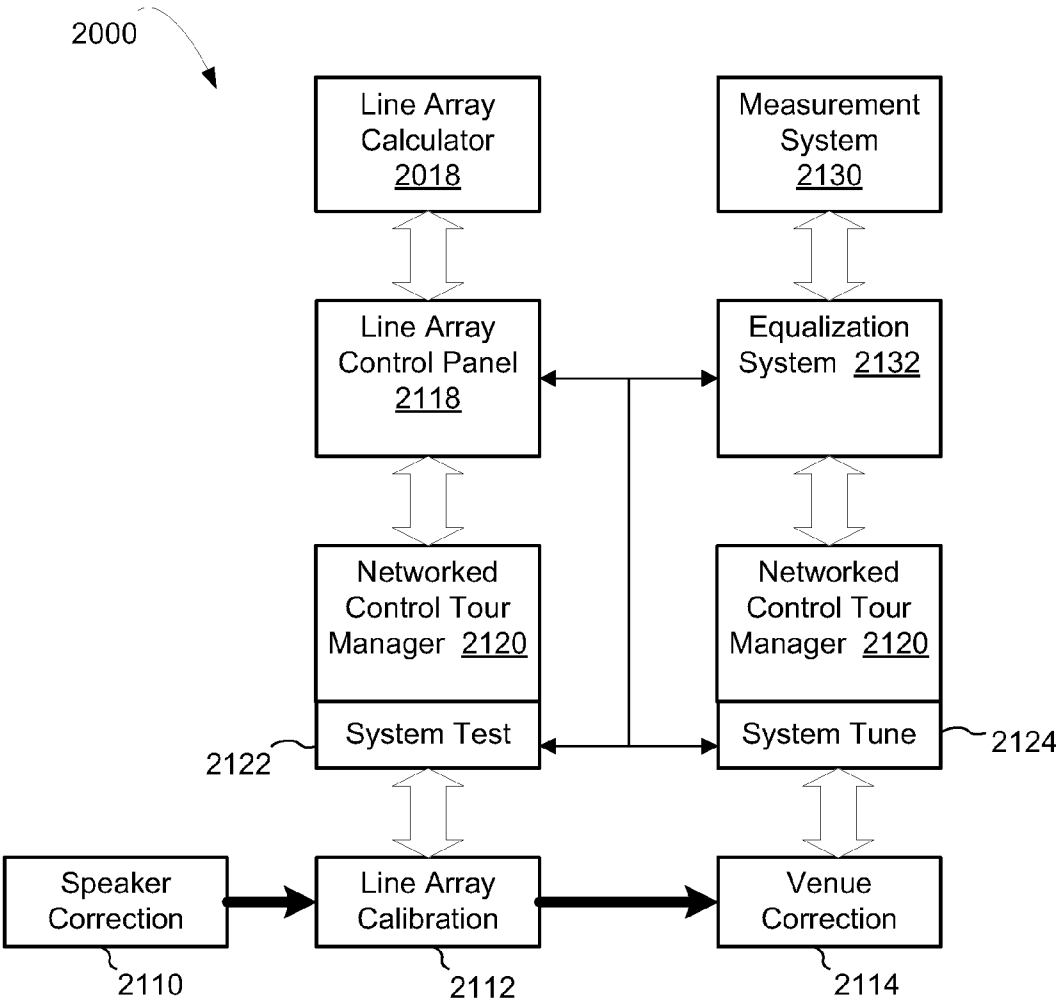 2000
Line Array
Calculator
2018
Measurement
System
2130
Line Array
Control Panel
2118
Equalization
System 2132
Networked
Control Tour
Manager 2120
Networked
Control Tour
Manager 2120
System Test
2122
System Tune
2124
Speaker
Correction
2110
Line Array
Calibration
2112
Venue
Correction
2114